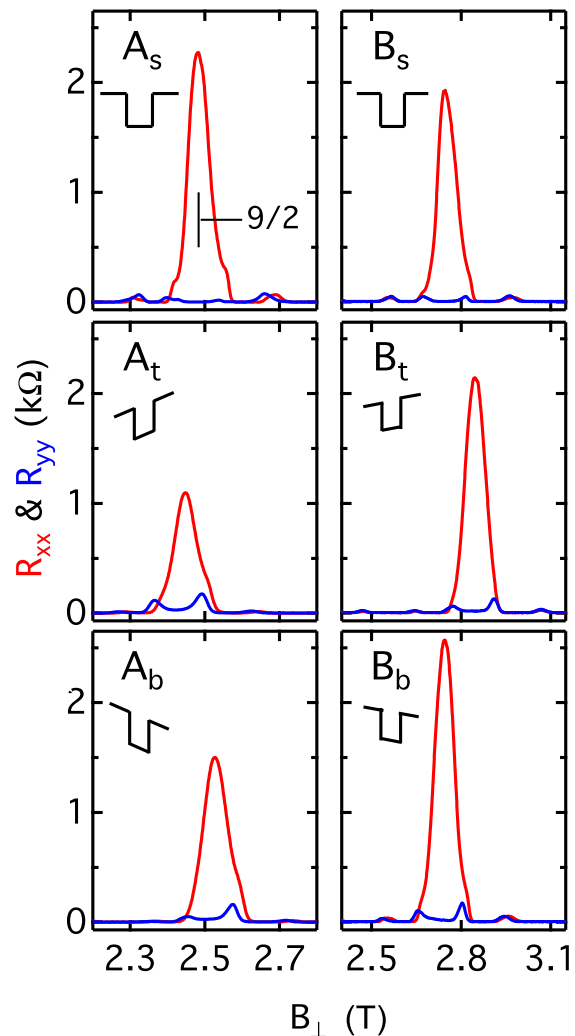 A_s
B_s
2
1
0
9/2
A_t
B_t
2
1
0
A_b
B_b
2
1
0
R_xx & R_yy (kΩ)
2.3 2.5 2.7 2.5 2.8 3.1
B_⊥ (T)